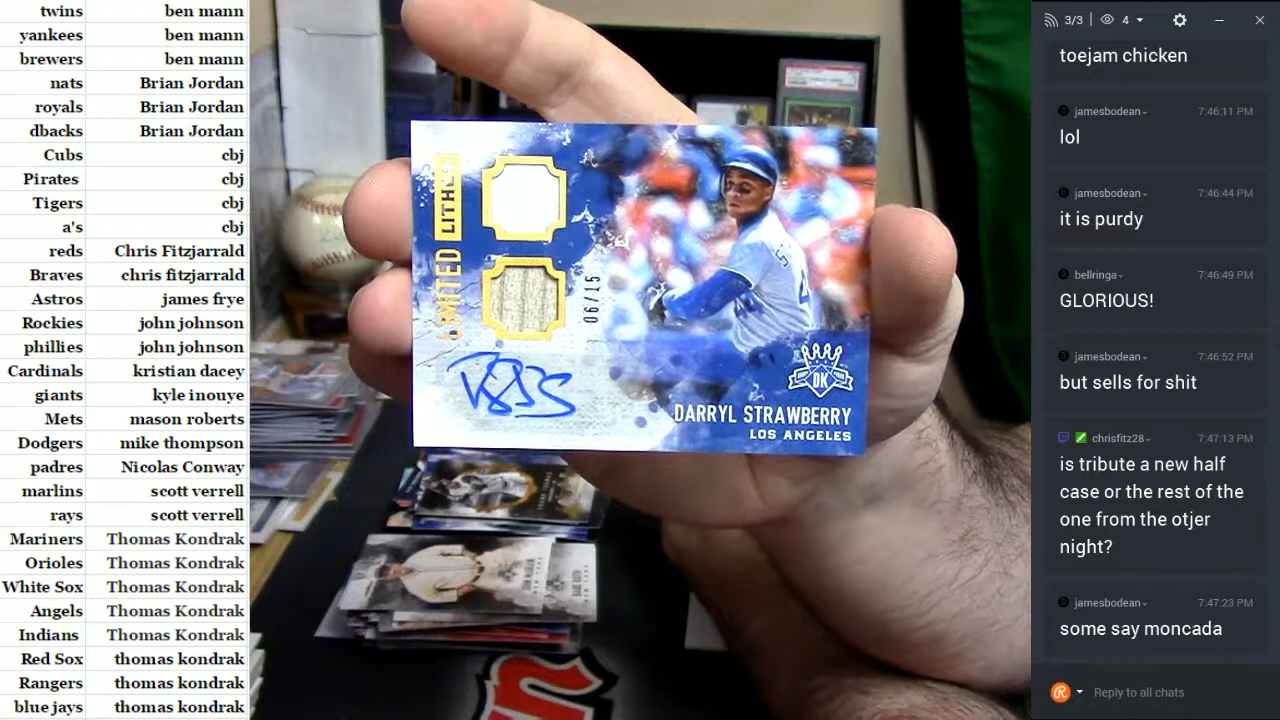 twins ben mann
yankees ben mann
brewers ben mann
nats Brian Jordan
royals Brian Jordan
dbacks Brian Jordan
Cubs cbj
Pirates cbj
Tigers cbj
a's cbj
reds Chris Fitzjarrald
Braves chris fitzjarrald
Astros james frye
Rockies john johnson
phillies john johnson
Cardinals kristian dacey
giants kyle inouye
Mets mason roberts
Dodgers mike thompson
padres Nicolas Conway
marlins scott verrell
rays scott verrell
Mariners Thomas Kondrak
Orioles Thomas Kondrak
White Sox Thomas Kondrak
Angels Thomas Kondrak
Indians Thomas Kondrak
Red Sox thomas kondrak
Rangers thomas kondrak
blue jays thomas kondrak
LIMITED LITHOS
06/15
DK
DARRYL STRAWBERRY
LOS ANGELES
BABE RUTH
NEW YORK
3/3 4
toejam chicken
jamesbodean 7:46:11 PM
lol
jamesbodean 7:46:44 PM
it is purdy
bellringa 7:46:49 PM
GLORIOUS!
jamesbodean 7:46:52 PM
but sells for shit
chrisfitz28 7:47:13 PM
is tribute a new half
case or the rest of the
one from the otjer
night?
jamesbodean 7:47:23 PM
some say moncada
Reply to all chats